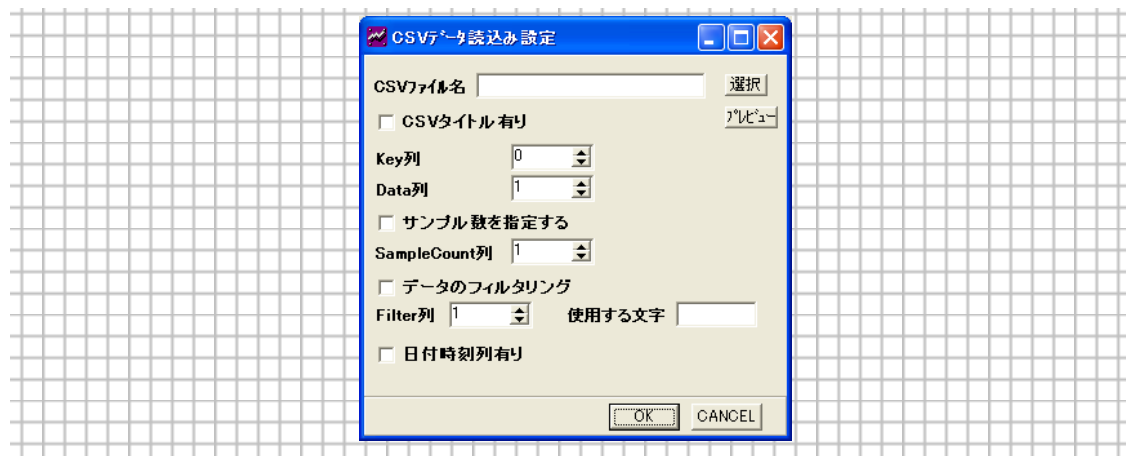 CSVﾃﾞｰﾀ読込み設定
CSVﾌｧｲﾙ名 選択
CSVタイトル有り ﾌﾟﾚﾋﾞｭｰ
Key列 0
Data列 1
サンプル数を指定する
SampleCount列 1
データのフィルタリング
Filter列 1 使用する文字
日付時刻列有り
OK CANCEL